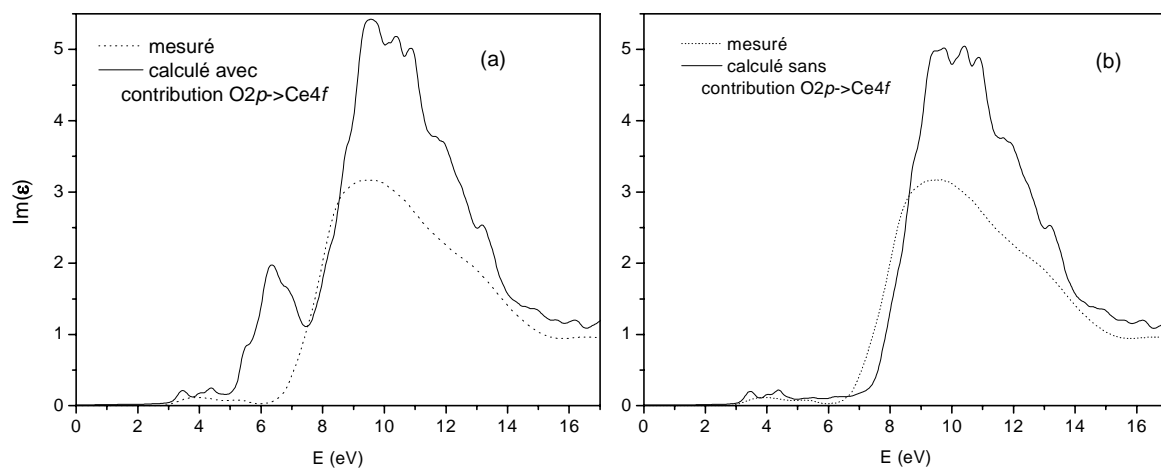 mesuré
calculé avec
contribution O2p->Ce4f
(a)
Im(ε)
5
4
3
2
1
0
0 2 4 6 8 10 12 14 16
E (eV)
mesuré
calculé sans
contribution O2p->Ce4f
(b)
5
4
3
2
1
0
0 2 4 6 8 10 12 14 16
E (eV)